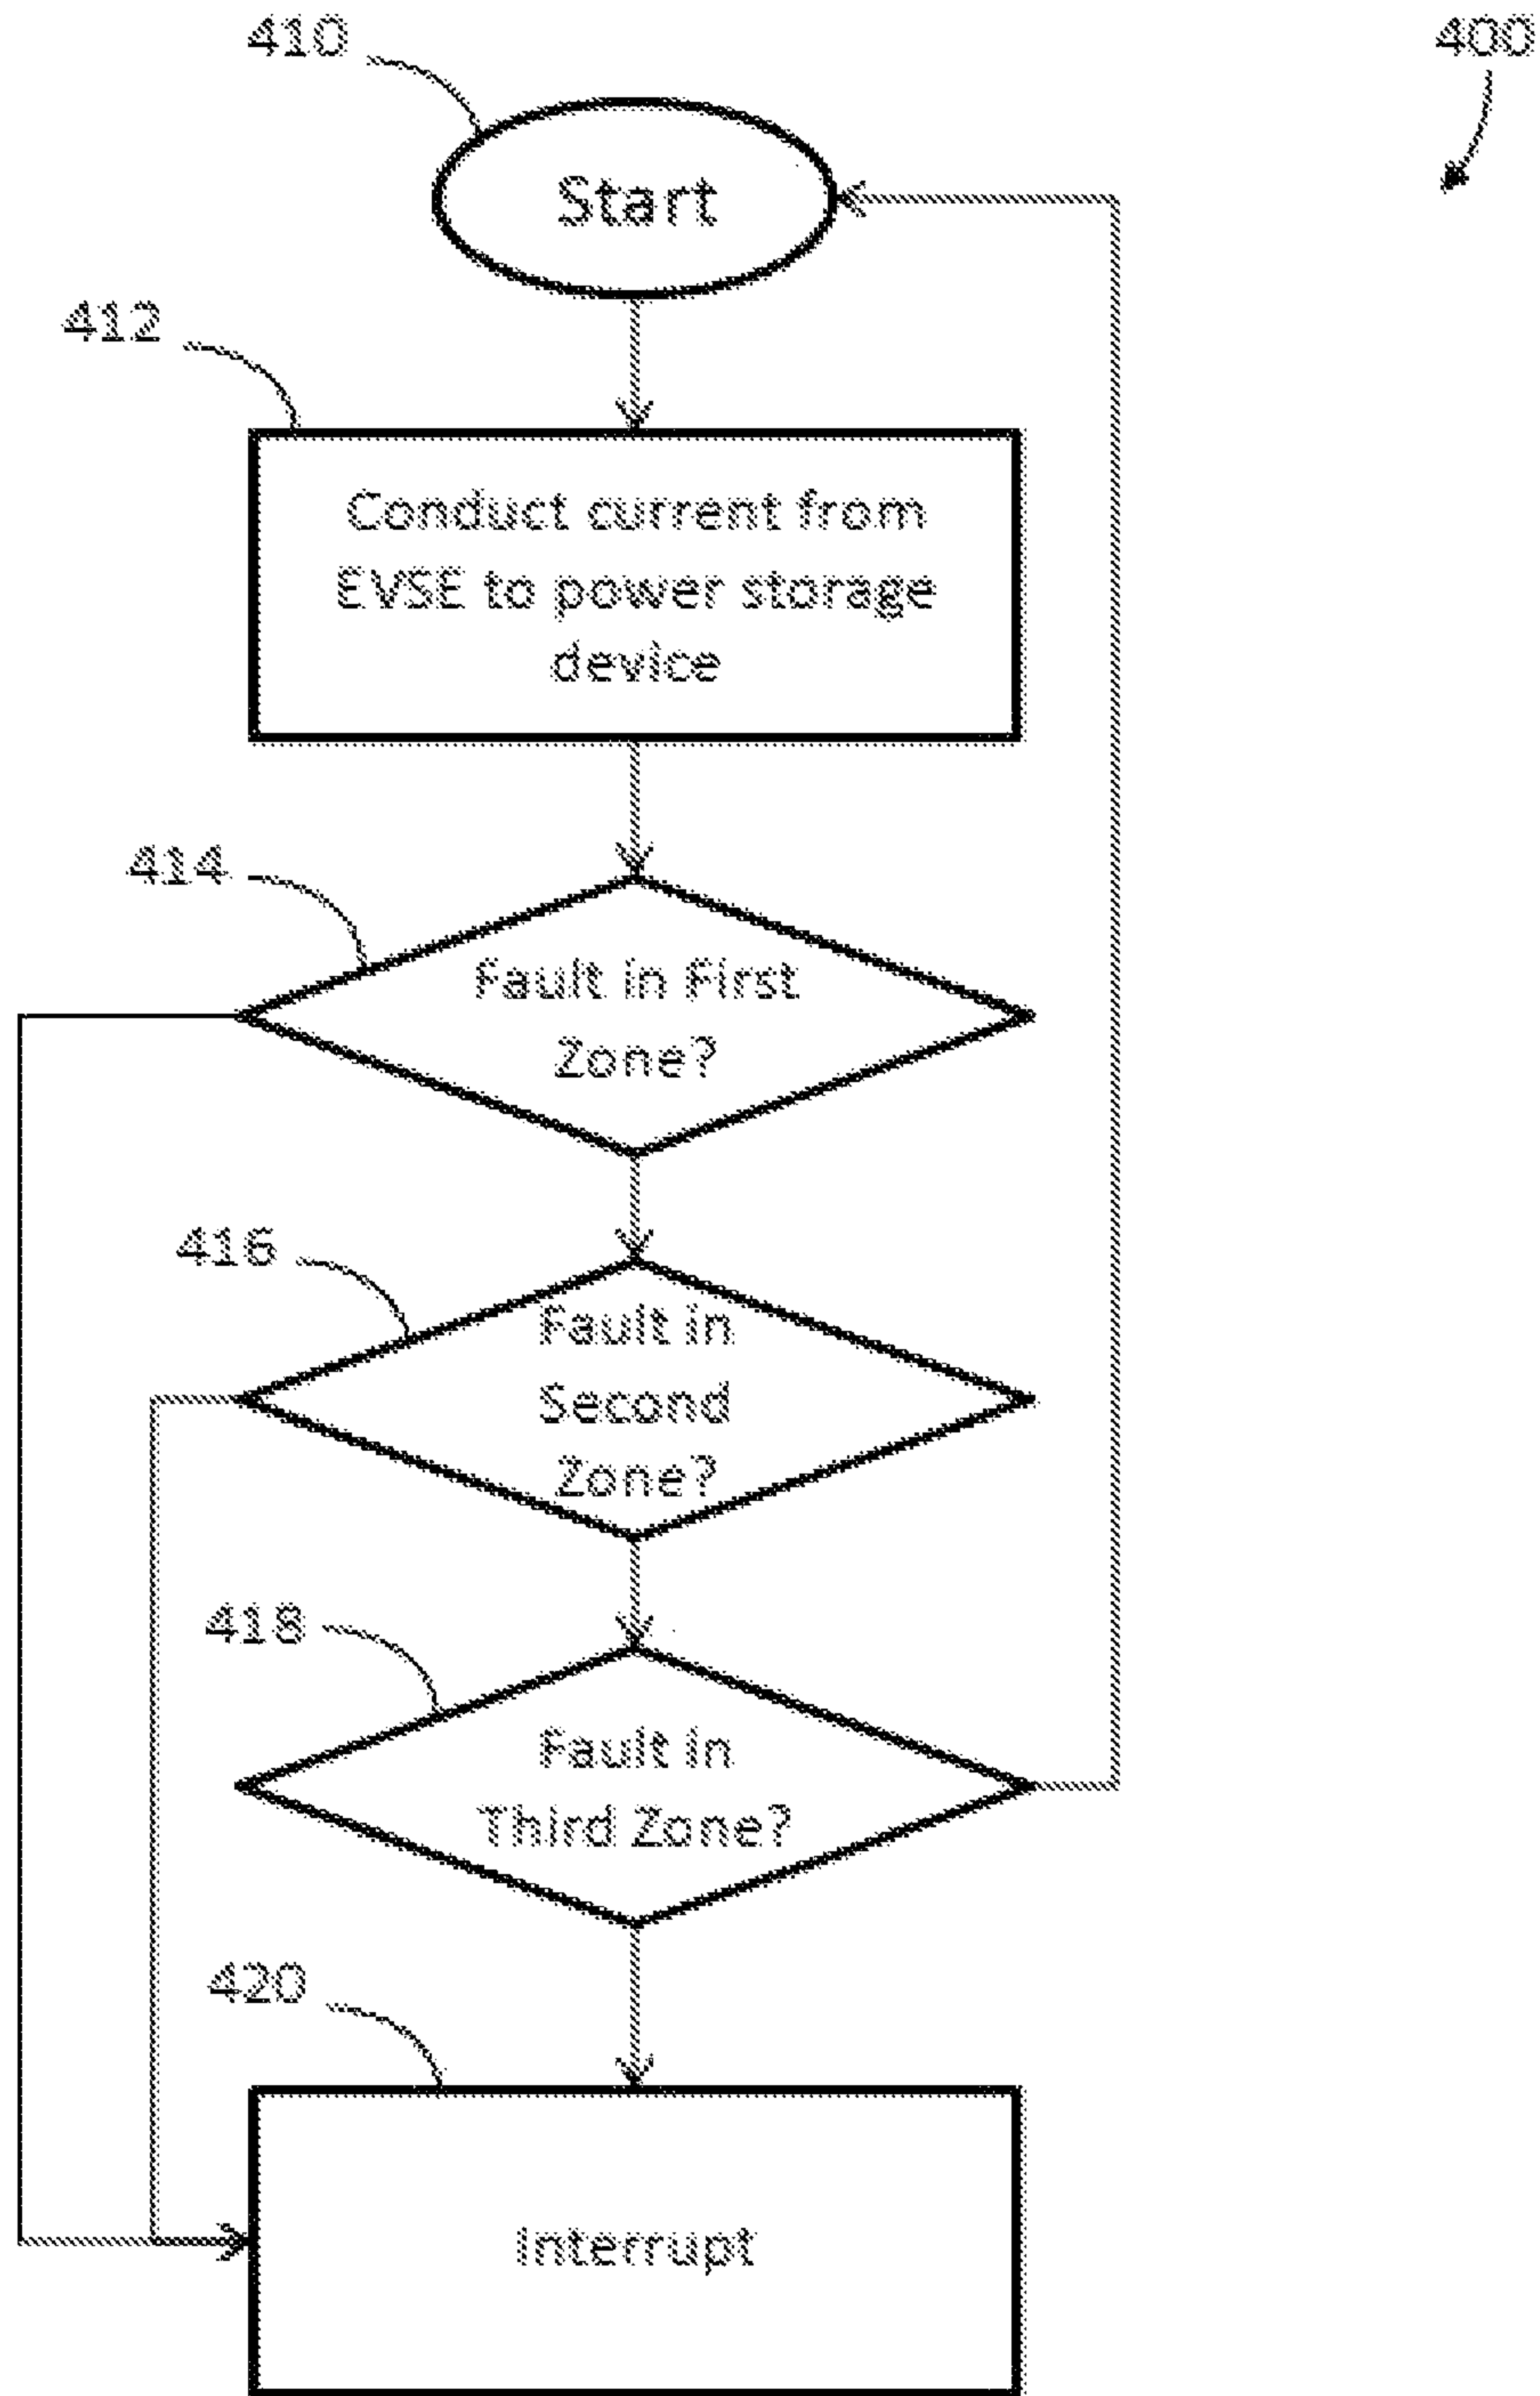 410
400
Start
412
Conduct current from
EVSE to power storage
device
414
Fault in First
Zone?
416
Fault in
Second
Zone?
418
Fault in
Third Zone?
420
Interrupt